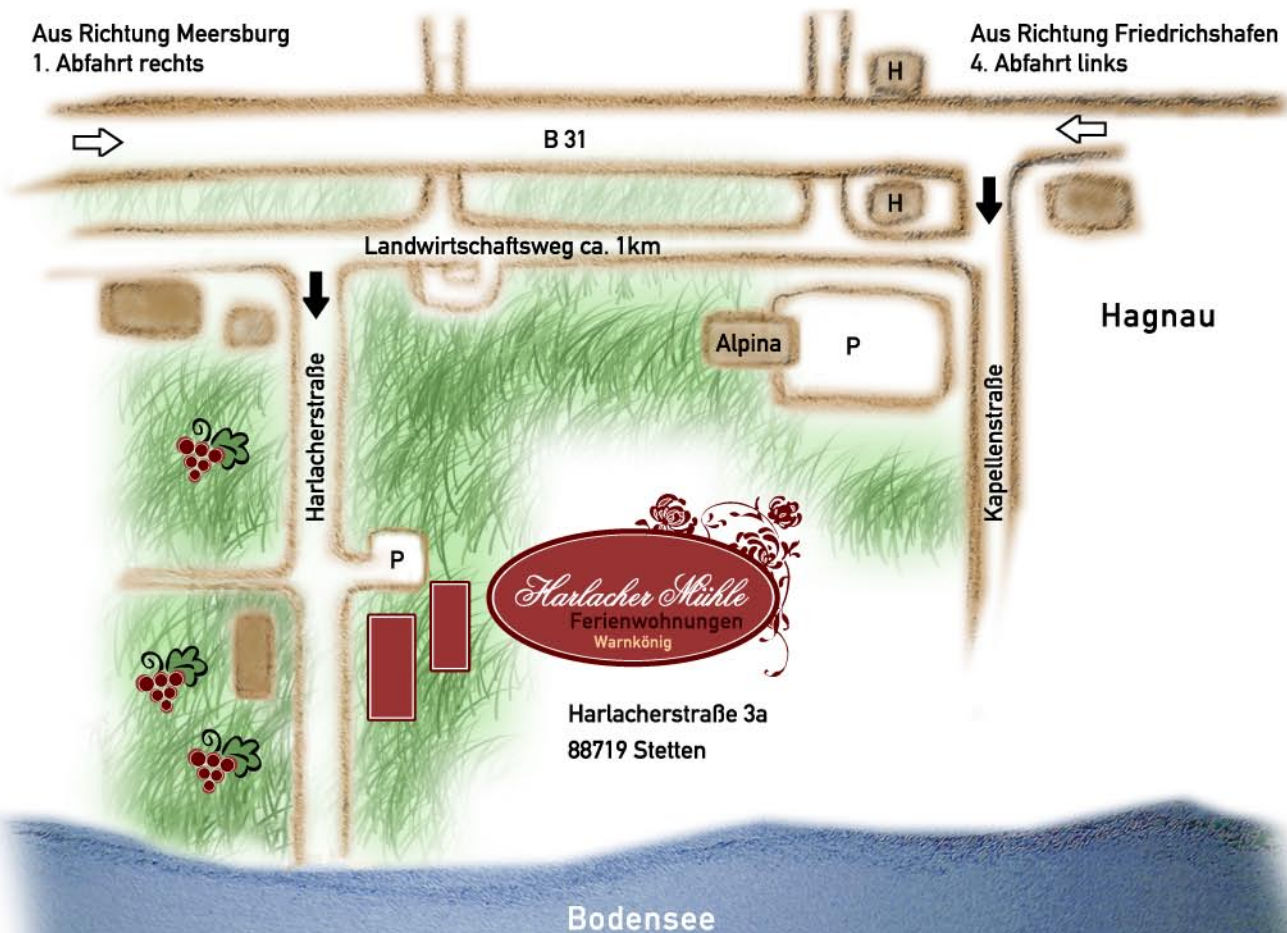 Aus Richtung Meersburg
1. Abfahrt rechts
Aus Richtung Friedrichshafen
4. Abfahrt links
H
B 31
H
Landwirtschaftsweg ca. 1km
Hagnau
Alpina
P
Harlacherstraße
Kapellenstraße
P
Harlacher Mühle
Ferienwohnungen
Warnkönig
Harlacherstraße 3a
88719 Stetten
Bodensee